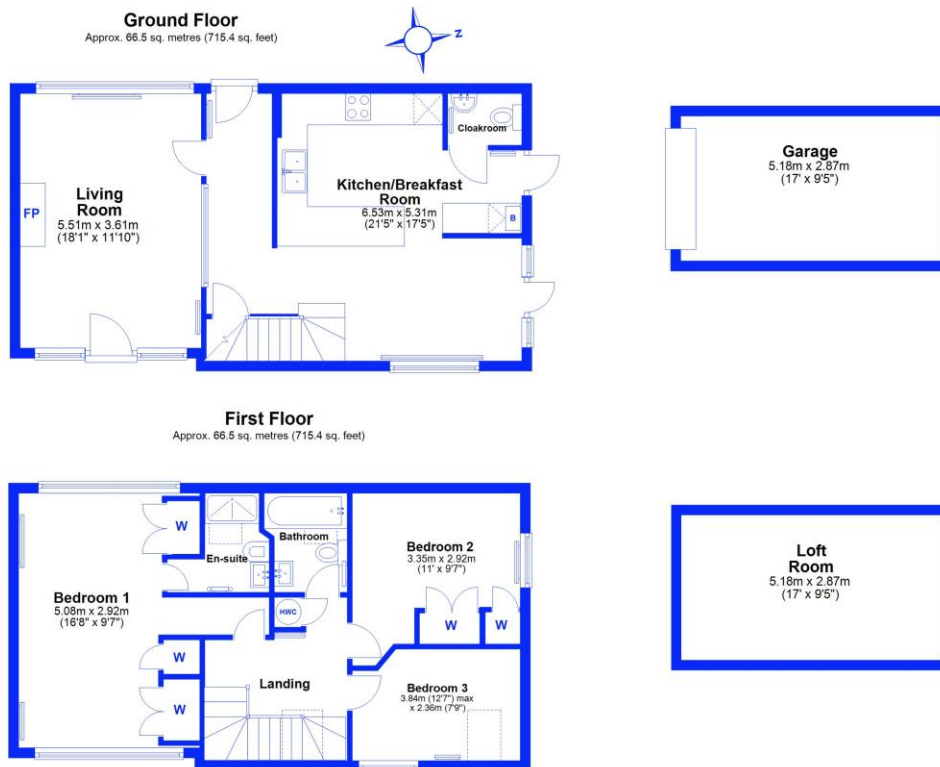 Ground Floor
Approx. 66.5 sq. metres (715.4 sq. feet)
Z
Cloakroom
Garage
5.18m x 2.87m
(17' x 9'5")
Living
Room
5.51m x 3.61m
(18'1" x 11'10")
FP
Kitchen/Breakfast
Room
6.53m x 5.31m
(21'5" x 17'5")
B
First Floor
Approx. 66.5 sq. metres (715.4 sq. feet)
W
En-suite
Bathroom
Bedroom 2
3.35m x 2.92m
(11' x 9'7")
Loft
Room
5.18m x 2.87m
(17' x 9'5")
Bedroom 1
5.08m x 2.92m
(16'8" x 9'7")
HWC
W
W
W
W
Landing
Bedroom 3
3.84m (12'7") max
x 2.36m (7'9")